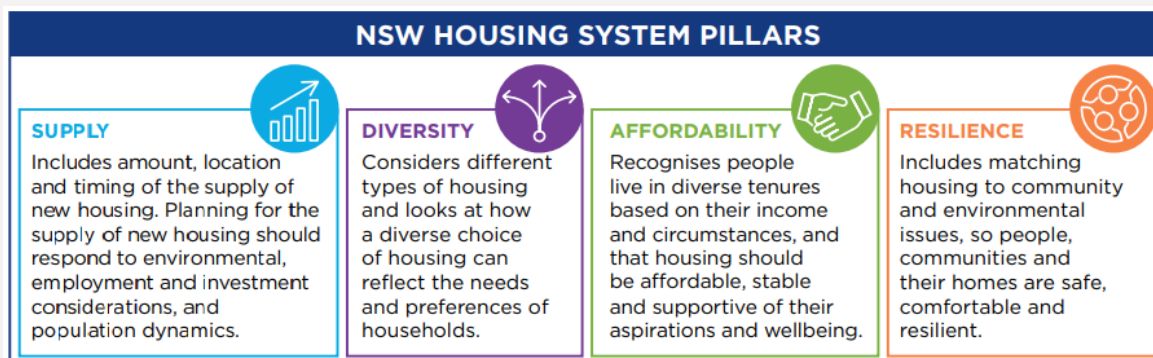 NSW HOUSING SYSTEM PILLARS
SUPPLY
Includes amount, location
and timing of the supply of
new housing. Planning for the
supply of new housing should
respond to environmental,
employment and investment
considerations, and
population dynamics.
DIVERSITY
Considers different
types of housing
and looks at how
a diverse choice
of housing can
reflect the needs
and preferences of
households.
AFFORDABILITY
Recognises people
live in diverse tenures
based on their income
and circumstances, and
that housing should
be affordable, stable
and supportive of their
aspirations and wellbeing.
RESILIENCE
Includes matching
housing to community
and environmental
issues, so people,
communities and
their homes are safe,
comfortable and
resilient.